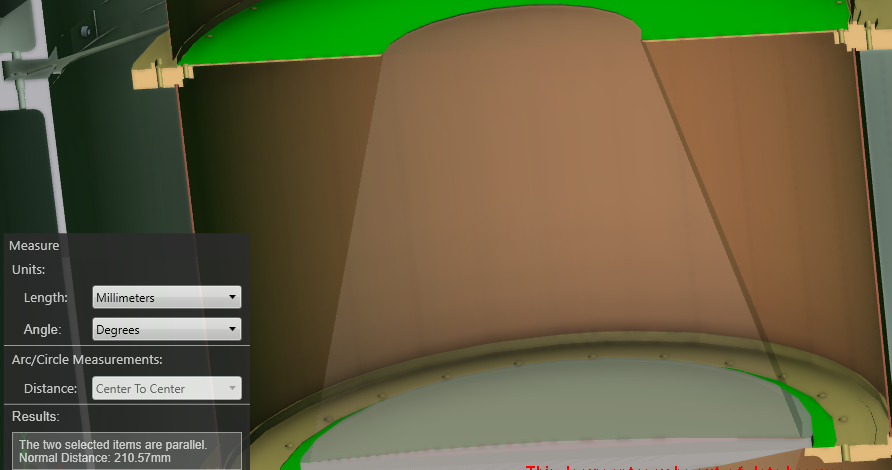 Measure
Units:
Length: Millimeters
Angle: Degrees
Arc/Circle Measurements:
Distance: Center To Center
Results:
The two selected items are parallel.
Normal Distance: 210.57mm